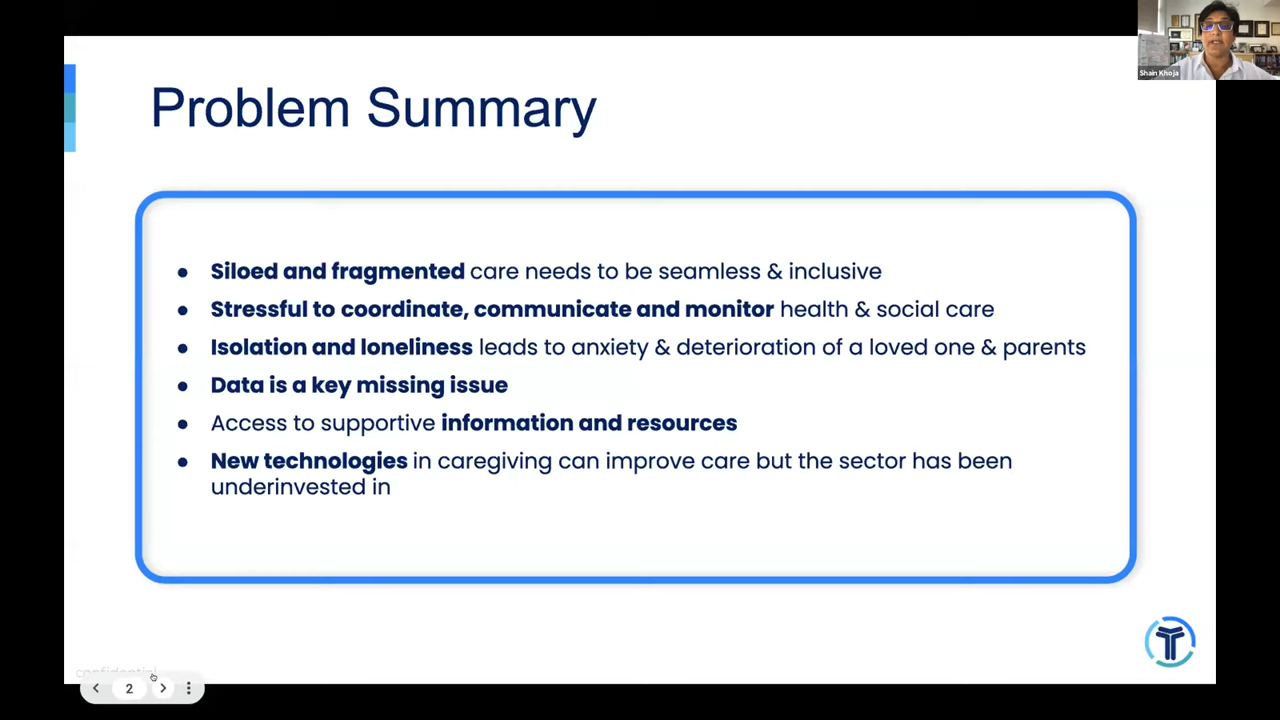 Shain Khoja
Problem Summary
● Siloed and fragmented care needs to be seamless & inclusive
● Stressful to coordinate, communicate and monitor health & social care
● Isolation and loneliness leads to anxiety & deterioration of a loved one & parents
● Data is a key missing issue
● Access to supportive information and resources
● New technologies in caregiving can improve care but the sector has been
underinvested in
confidential
2